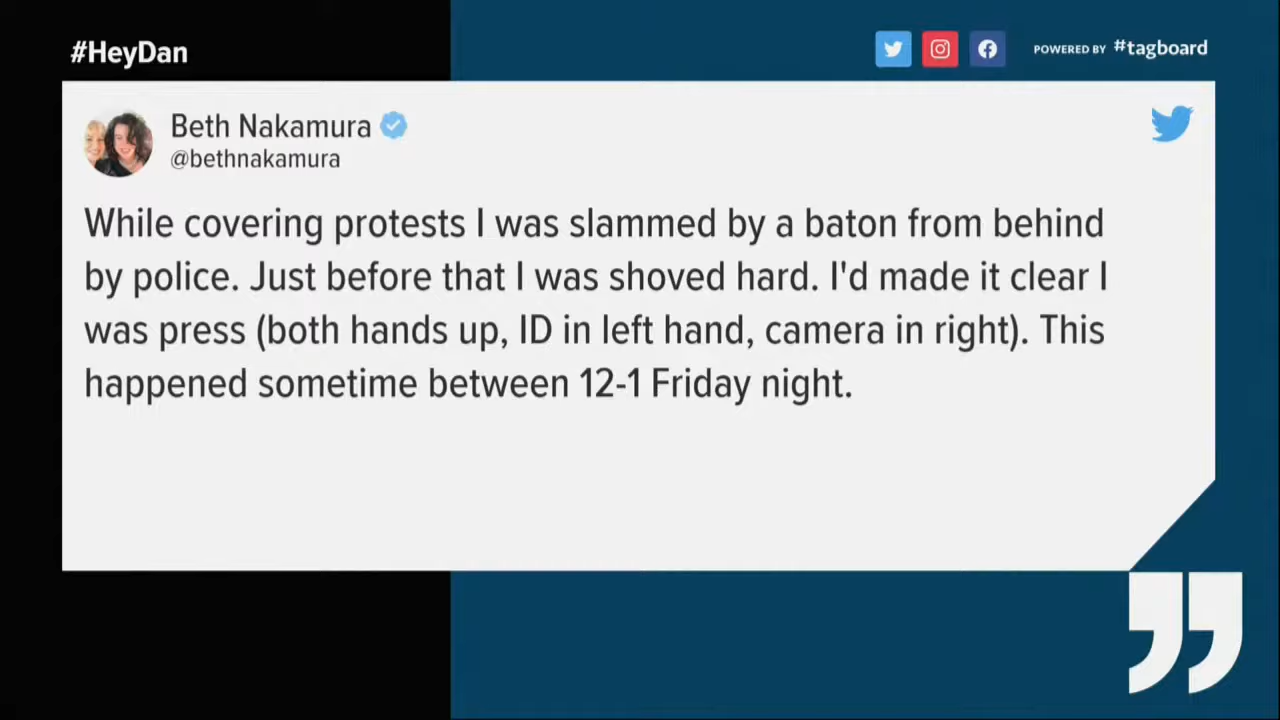 #HeyDan
POWERED BY #tagboard
Beth Nakamura
@bethnakamura
While covering protests I was slammed by a baton from behind
by police. Just before that I was shoved hard. I'd made it clear I
was press (both hands up, ID in left hand, camera in right). This
happened sometime between 12-1 Friday night.